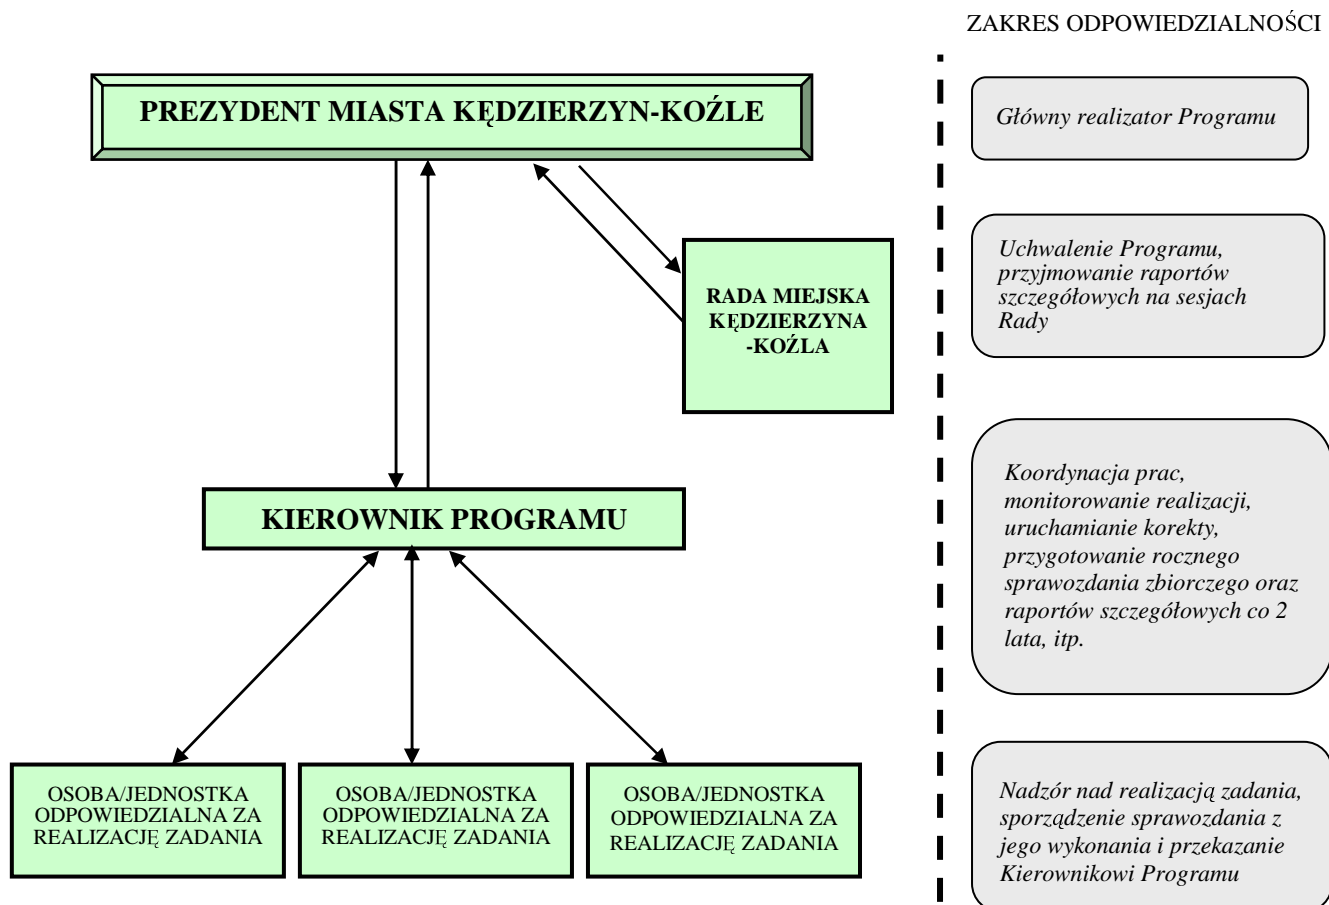 ZAKRES ODPOWIEDZIALNOŚCI
PREZYDENT MIASTA KĘDZIERZYN-KOŹLE
Główny realizator Programu
RADA MIEJSKA
KĘDZIERZYNA
-KOŹLA
Uchwalenie Programu,
przyjmowanie raportów
szczegółowych na sesjach
Rady
KIEROWNIK PROGRAMU
Koordynacja prac,
monitorowanie realizacji,
uruchamianie korekty,
przygotowanie rocznego
sprawozdania zbiorczego oraz
raportów szczegółowych co 2
lata, itp.
OSOBA/JEDNOSTKA
ODPOWIEDZIALNA ZA
REALIZACJĘ ZADANIA
OSOBA/JEDNOSTKA
ODPOWIEDZIALNA ZA
REALIZACJĘ ZADANIA
OSOBA/JEDNOSTKA
ODPOWIEDZIALNA ZA
REALIZACJĘ ZADANIA
Nadzór nad realizacją zadania,
sporządzenie sprawozdania z
jego wykonania i przekazanie
Kierownikowi Programu